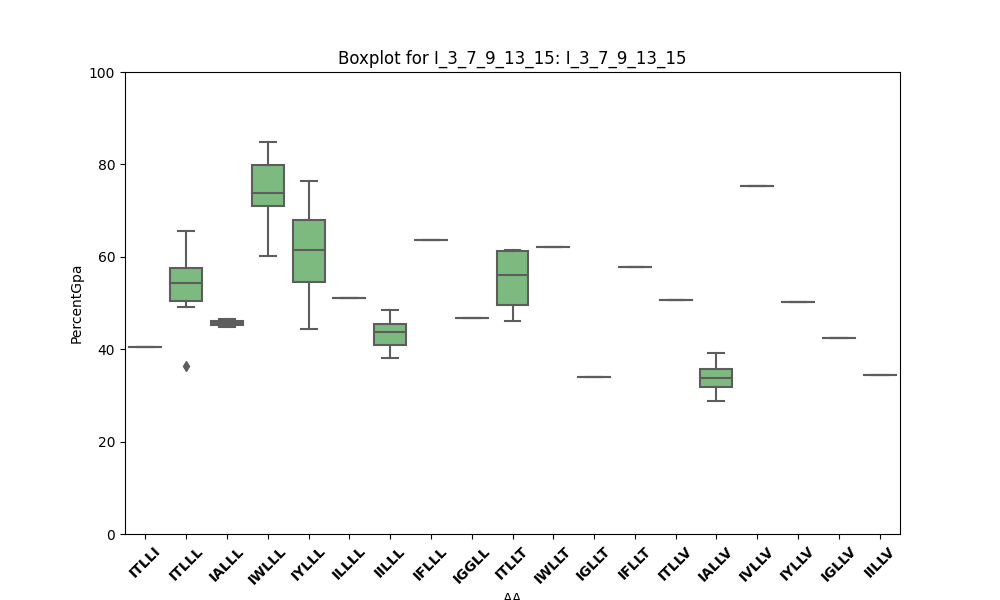 Boxplot for I_3_7_9_13_15: I_3_7_9_13_15
100
80
60
40
20
0
PercentGpa
ITLLI ITLLL IALLL IWLLL IYLLL ILLLL IILLL IFLLL IGGLL ITLLT IWLLT IGLLT IFLLT ITLLV IALLV IVLLV IYLLV IGLLV IILLV
AA